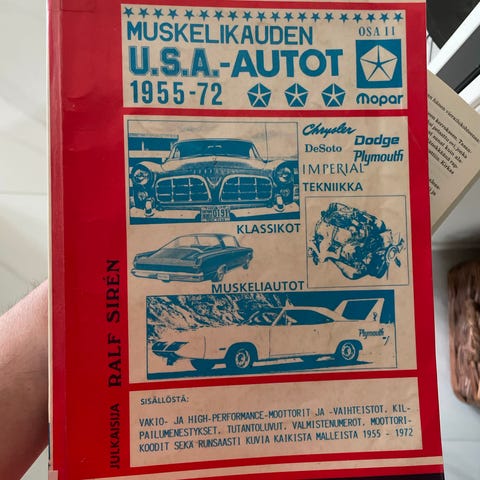 MUSKELIKAUDEN
OSA 11
U.S.A.-AUTOT
1955-72
mopar
Chrysler
Dodge
DeSoto
Plymouth
IMPERIAL
TEKNIIKKA
KLASSIKOT
MUSKELIAUTOT
Plymouth
JULKAISIJA RALF SIRÉN
SISÄLLÖSTÄ:
VAKIO- JA HIGH-PERFORMANCE-MOOTTORIT JA -VAIHTEISTOT. KIL-
PAILUMENESTYKSET. TUTANTOLUVUT. VALMISTENUMEROT. MOOTTORI-
KOODIT SEKÄ RUNSAASTI KUVIA KAIKISTA MALLEISTA 1955 - 1972